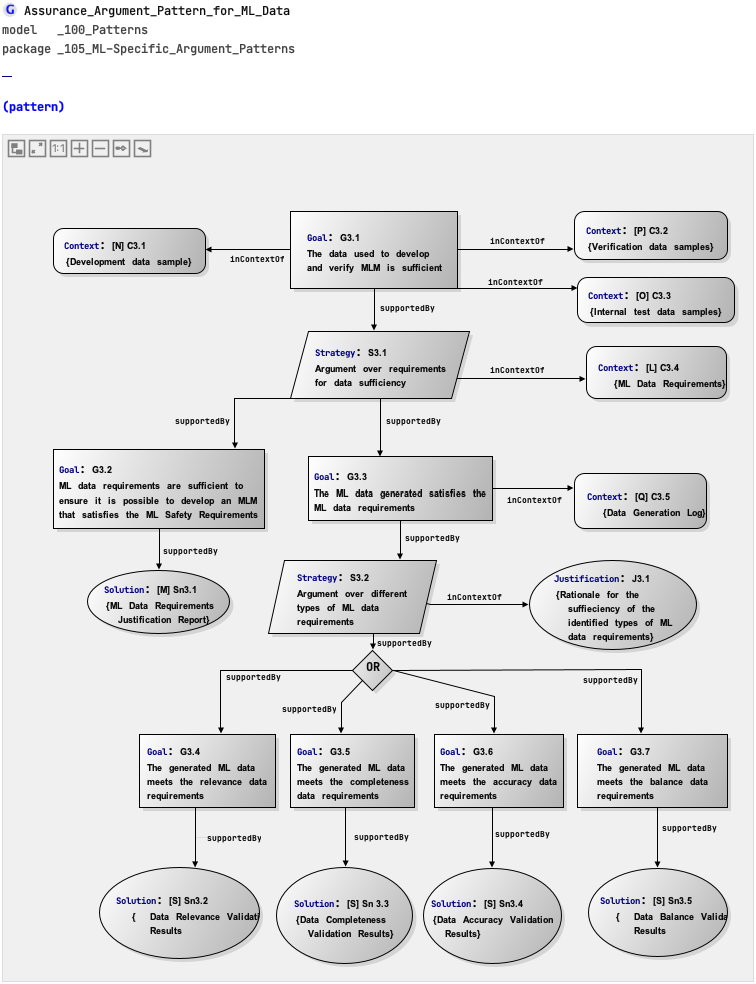 G Assurance_Argument_Pattern_for_ML_Data
model _100_Patterns
package _105_ML-Specific_Argument_Patterns
(pattern)
1:1
Goal: G3.1
The data used to develop
and verify MLM is sufficient
Context: [N] C3.1
{Development data sample}
inContextOf
Context: [P] C3.2
{Verification data samples}
inContextOf
Context: [O] C3.3
{Internal test data samples}
inContextOf
supportedBy
Strategy: S3.1
Argument over requirements
for data sufficiency
inContextOf
Context: [L] C3.4
{ML Data Requirements}
supportedBy
supportedBy
Goal: G3.2
ML data requirements are sufficient to
ensure it is possible to develop an MLM
that satisfies the ML Safety Requirements
Goal: G3.3
The ML data generated satisfies the
ML data requirements
inContextOf
Context: [Q] C3.5
{Data Generation Log}
supportedBy
supportedBy
Solution: [M] Sn3.1
{ML Data Requirements
Justification Report}
Strategy: S3.2
Argument over different
types of ML data
requirements
inContextOf
Justification: J3.1
{Rationale for the
suffieciency of the
identified types of ML
data requirements}
supportedBy
OR
supportedBy
supportedBy
supportedBy
supportedBy
Goal: G3.4
The generated ML data
meets the relevance data
requirements
Goal: G3.5
The generated ML data
meets the completeness
data requirements
Goal: G3.6
The generated ML data
meets the accuracy data
requirements
Goal: G3.7
The generated ML data
meets the balance data
requirements
supportedBy
supportedBy
supportedBy
supportedBy
Solution: [S] Sn3.2
{ Data Relevance Validati
Results
Solution: [S] Sn 3.3
{Data Completeness
Validation Results}
Solution: [S] Sn3.4
{Data Accuracy Validation
Results}
Solution: [S] Sn3.5
{ Data Balance Valida
Results